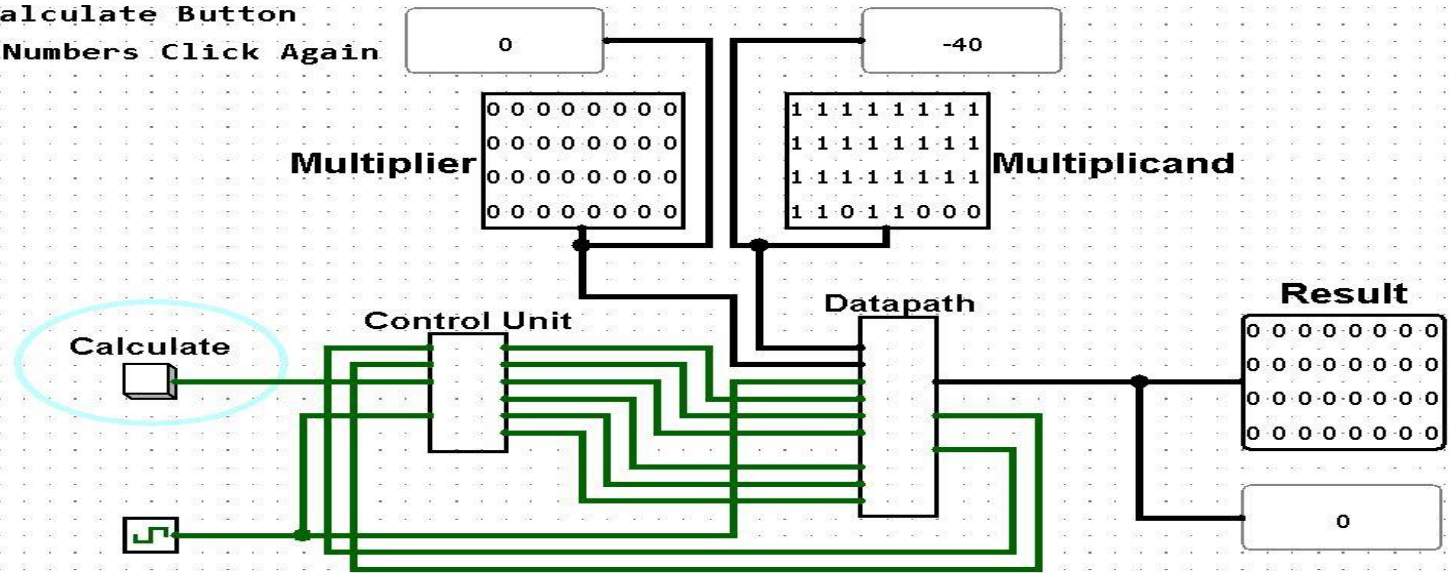 alculate Button
Numbers Click Again
0
-40
0 0 0 0 0 0 0 0
0 0 0 0 0 0 0 0
0 0 0 0 0 0 0 0
0 0 0 0 0 0 0 0
Multiplier
1 1 1 1 1 1 1 1
1 1 1 1 1 1 1 1
1 1 1 1 1 1 1 1
1 1 0 1 1 0 0 0
Multiplicand
Calculate
Control Unit
Datapath
Result
0 0 0 0 0 0 0 0
0 0 0 0 0 0 0 0
0 0 0 0 0 0 0 0
0 0 0 0 0 0 0 0
0